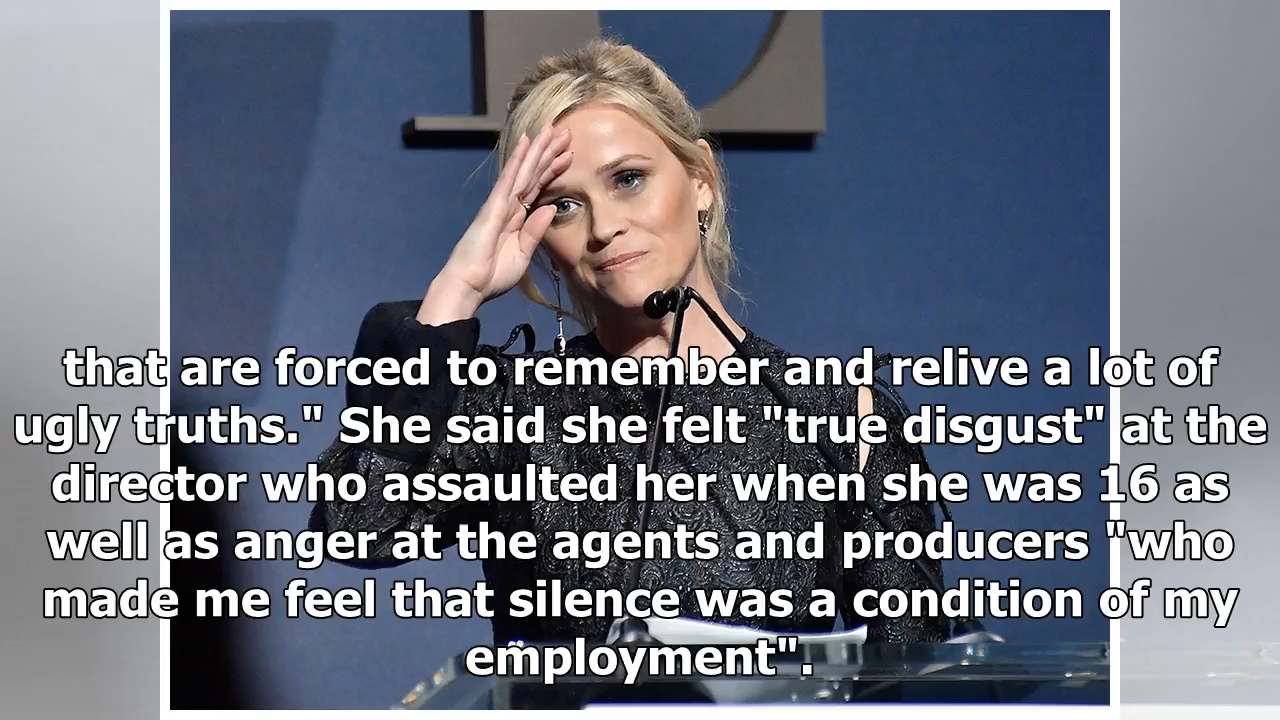 that are forced to remember and relive a lot of
ugly truths." She said she felt "true disgust" at the
director who assaulted her when she was 16 as
well as anger at the agents and producers "who
made me feel that silence was a condition of my
employment".